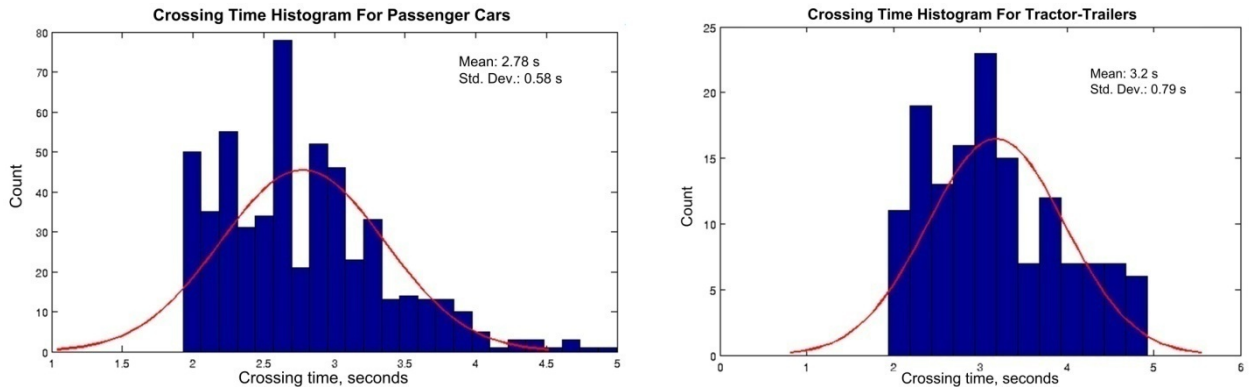 Crossing Time Histogram For Passenger Cars
80
70
60
50
40
30
20
10
0
Count
Mean: 2.78 s
Std. Dev.: 0.58 s
1 1.5 2 2.5 3 3.5 4 4.5 5
Crossing time, seconds
Crossing Time Histogram For Tractor-Trailers
25
20
15
10
5
0
Count
Mean: 3.2 s
Std. Dev.: 0.79 s
0 1 2 3 4 5 6
Crossing time, seconds